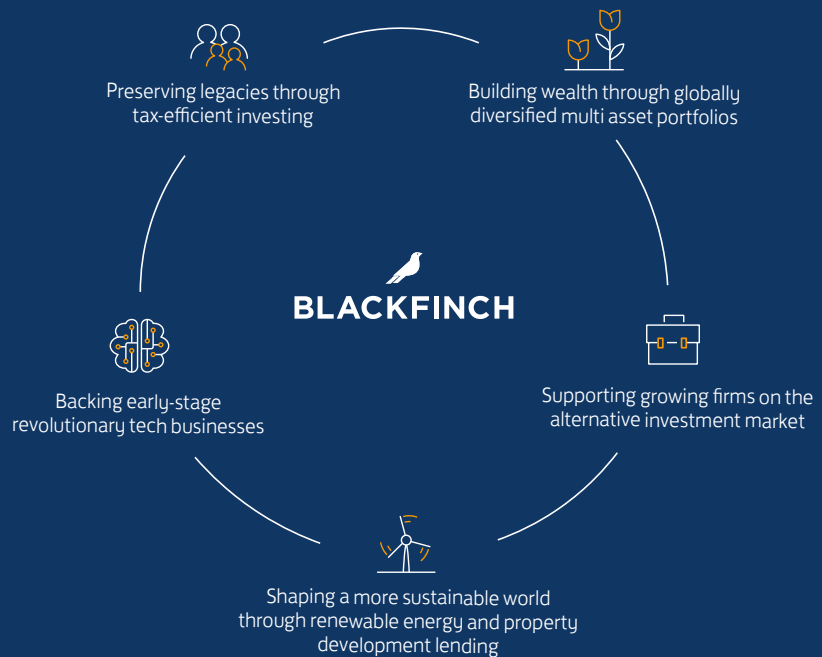 Preserving legacies through
tax-efficient investing
Building wealth through globally
diversified multi asset portfolios
BLACKFINCH
Backing early-stage
revolutionary tech businesses
Supporting growing firms on the
alternative investment market
Shaping a more sustainable world
through renewable energy and property
development lending